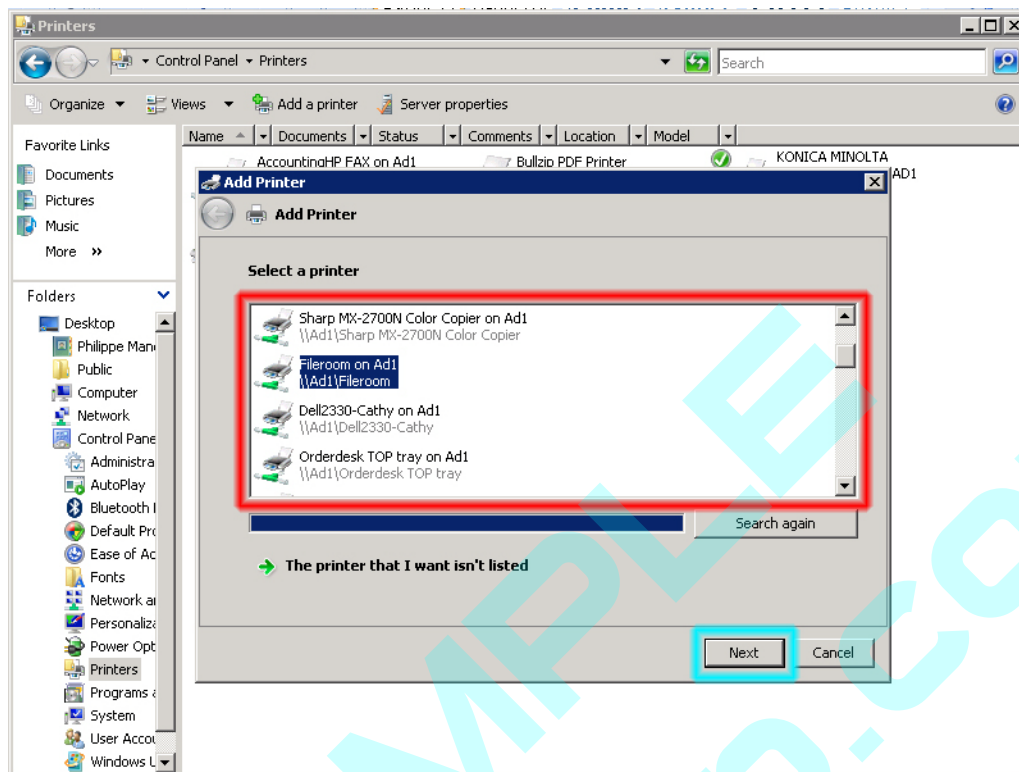 Printers
Control Panel Printers
Search
Organize Views Add a printer Server properties
Name Documents Status Comments Location Model
Favorite Links
Documents
Pictures
Music
More »
Folders
Desktop
Philippe
Public
Computer
Network
Control Pane
Administra
AutoPlay
Bluetooth
Default Pro
Ease of Ac
Fonts
Network a
Personaliza
Power Opt
Printers
Programs
System
User Accou
Windows
AccountingHP FAX on Ad1
Bullzip PDF Printer
KONICA MINOLTA
AD1
Add Printer
Add Printer
Select a printer
Sharp MX-2700N Color Copier on Ad1
\\Ad1\Sharp MX-2700N Color Copier
Fileroom on Ad1
\\Ad1\Fileroom
Dell2330-Cathy on Ad1
\\Ad1\Dell2330-Cathy
Orderdesk TOP tray on Ad1
\\Ad1\Orderdesk TOP tray
Search again
The printer that I want isn't listed
Next Cancel